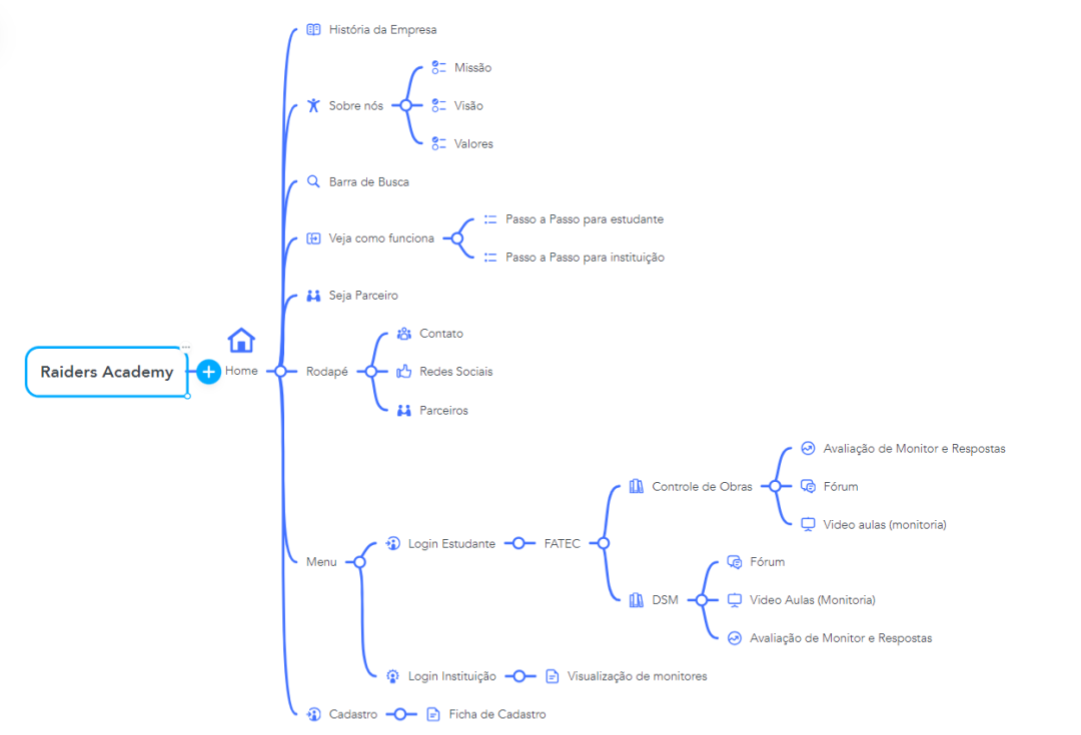 História da Empresa
Sobre nós
Missão
Visão
Valores
Barra de Busca
Veja como funciona
Passo a Passo para estudante
Passo a Passo para instituição
Seja Parceiro
Raiders Academy
Home
Rodapé
Contato
Redes Sociais
Parceiros
Menu
Login Estudante
FATEC
Controle de Obras
Avaliação de Monitor e Respostas
Fórum
Video aulas (monitoria)
DSM
Fórum
Video Aulas (Monitoria)
Avaliação de Monitor e Respostas
Login Instituição
Visualização de monitores
Cadastro
Ficha de Cadastro